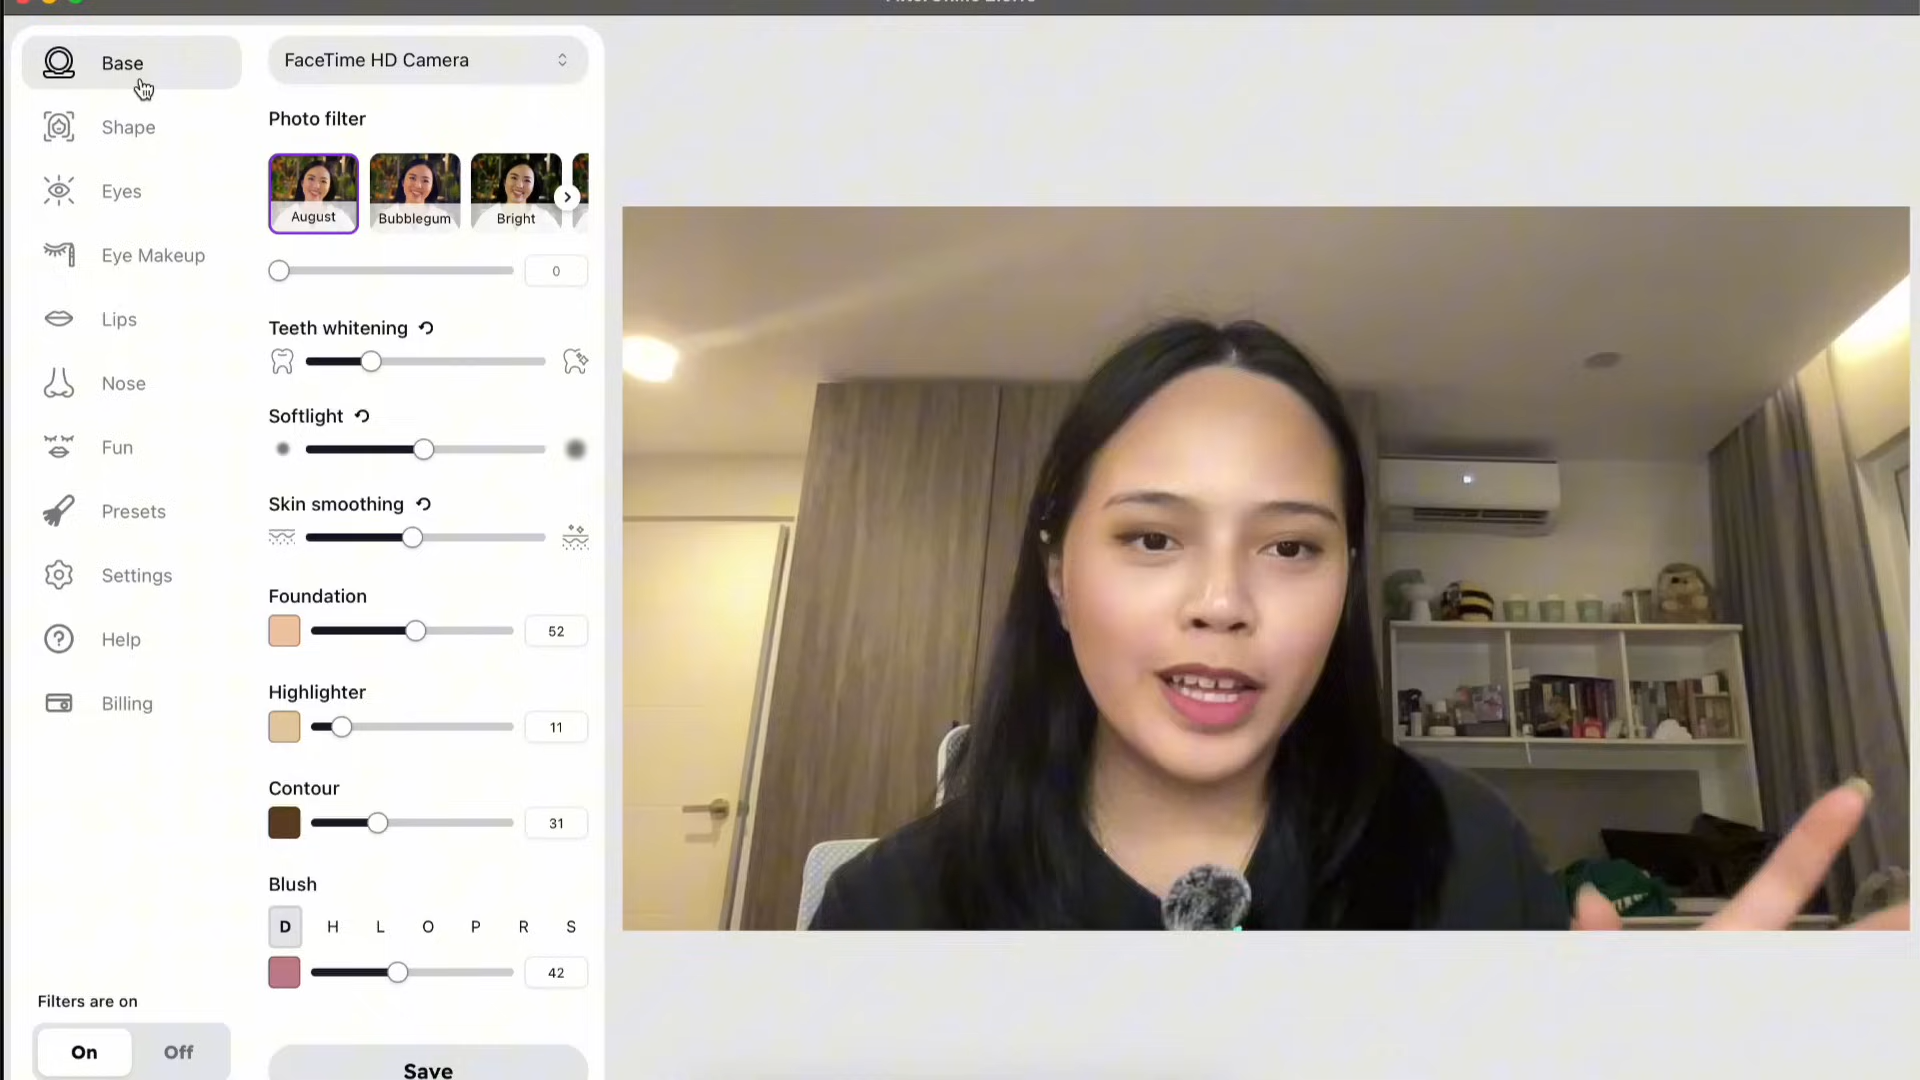 Base
Shape
Eyes
Eye Makeup
Lips
Nose
Fun
Presets
Settings
Help
Billing
Filters are on
On Off
FaceTime HD Camera
Photo filter
August Bubblegum Bright
0
Teeth whitening
Softlight
Skin smoothing
Foundation
52
Highlighter
11
Contour
31
Blush
D H L O P R S
42
Save